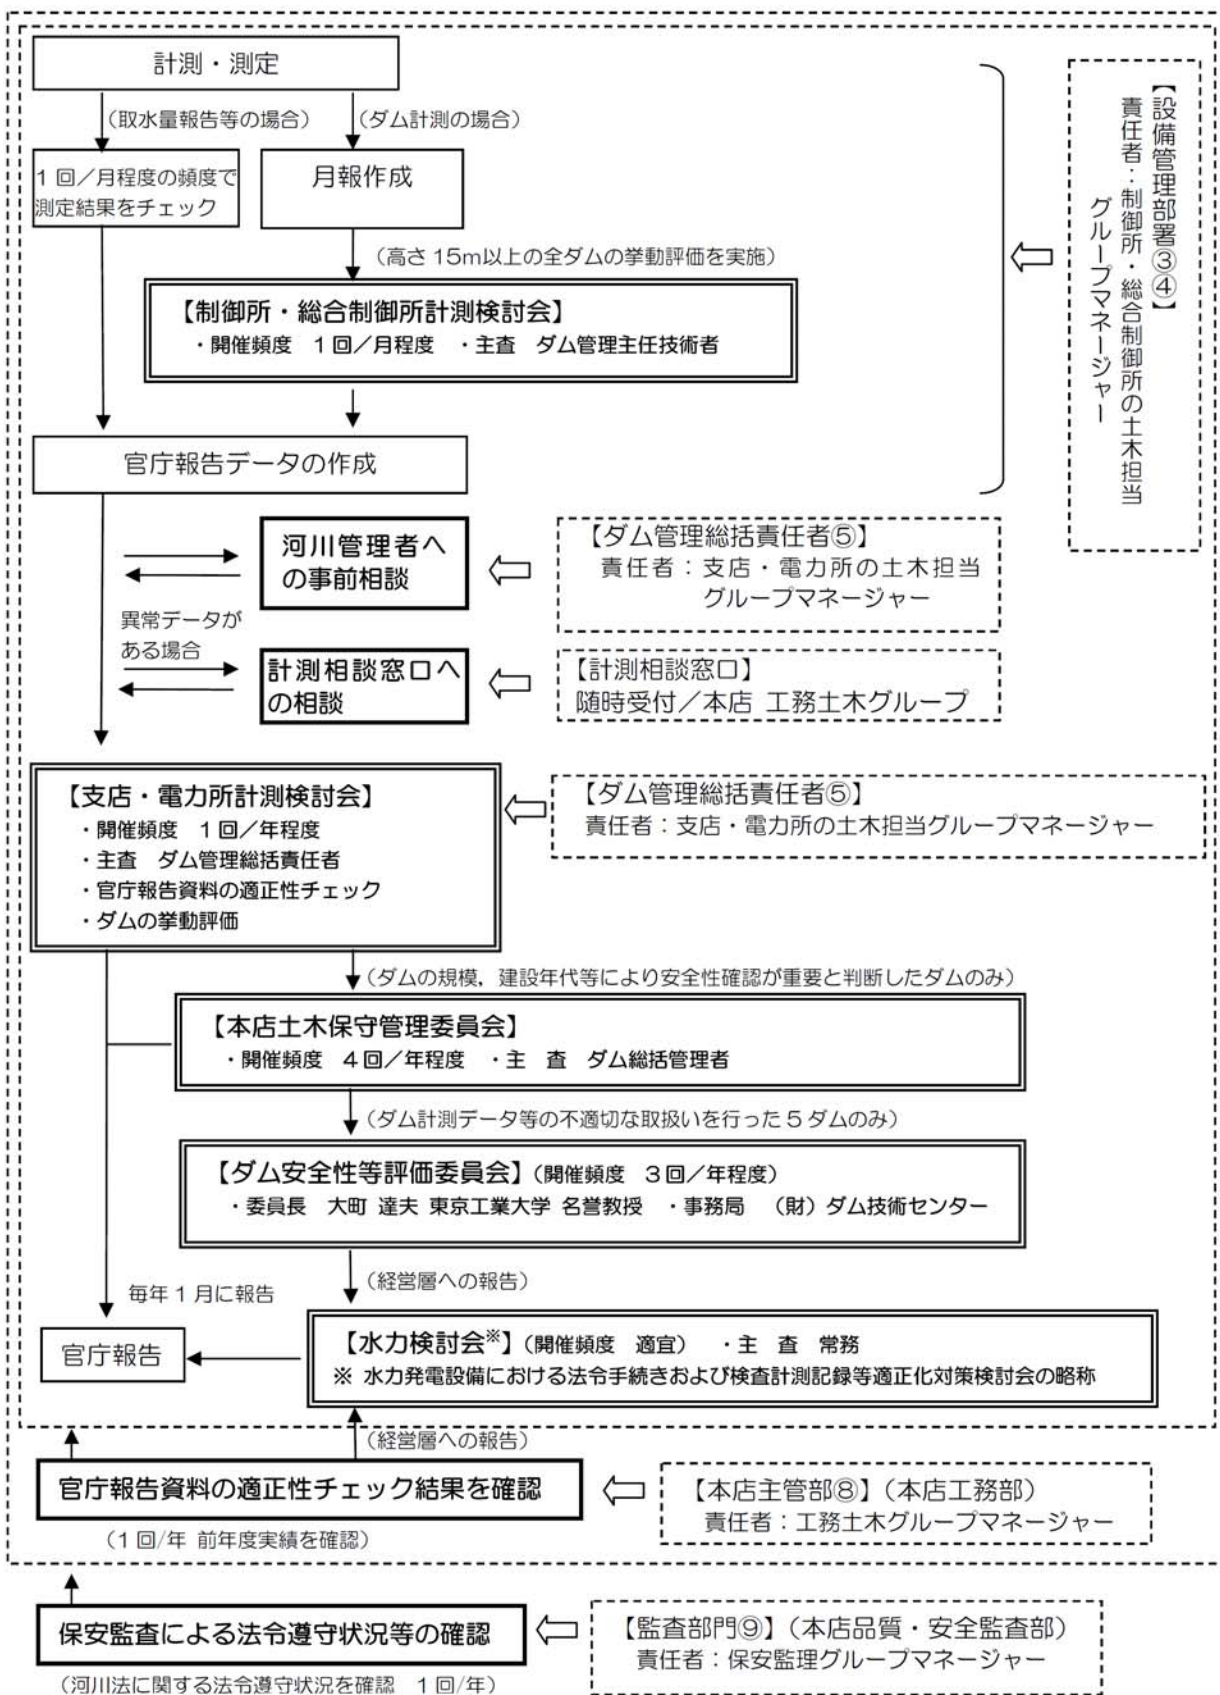 計測・測定
（取水量報告等の場合）
（ダム計測の場合）
1回／月程度の頻度で
測定結果をチェック
月報作成
（高さ15m以上の全ダムの挙動評価を実施）
【制御所・総合制御所計測検討会】
・開催頻度　1回／月程度　・主査　ダム管理主任技術者
官庁報告データの作成
【設備管理部署③④】
責任者：制御所・総合制御所の土木担当
グループマネージャー
河川管理者へ
の事前相談
【ダム管理総括責任者⑤】
責任者：支店・電力所の土木担当
グループマネージャー
異常データが
ある場合
計測相談窓口へ
の相談
【計測相談窓口】
随時受付／本店 工務土木グループ
【支店・電力所計測検討会】
・開催頻度　1回／年程度
・主査　ダム管理総括責任者
・官庁報告資料の適正性チェック
・ダムの挙動評価
【ダム管理総括責任者⑤】
責任者：支店・電力所の土木担当グループマネージャー
（ダムの規模，建設年代等により安全性確認が重要と判断したダムのみ）
【本店土木保守管理委員会】
・開催頻度　4回／年程度　・主　査　ダム総括管理者
（ダム計測データ等の不適切な取扱いを行った5ダムのみ）
【ダム安全性等評価委員会】（開催頻度　3回／年程度）
・委員長　大町 達夫 東京工業大学 名誉教授　・事務局　（財）ダム技術センター
（経営層への報告）
毎年1月に報告
官庁報告
【水力検討会※】（開催頻度　適宜）　・主　査　常務
※ 水力発電設備における法令手続きおよび検査計測記録等適正化対策検討会の略称
（経営層への報告）
官庁報告資料の適正性チェック結果を確認
（1回/年 前年度実績を確認）
【本店主管部⑧】（本店工務部）
責任者：工務土木グループマネージャー
保安監査による法令遵守状況等の確認
（河川法に関する法令遵守状況を確認　1回/年）
【監査部門⑨】（本店品質・安全監査部）
責任者：保安監理グループマネージャー